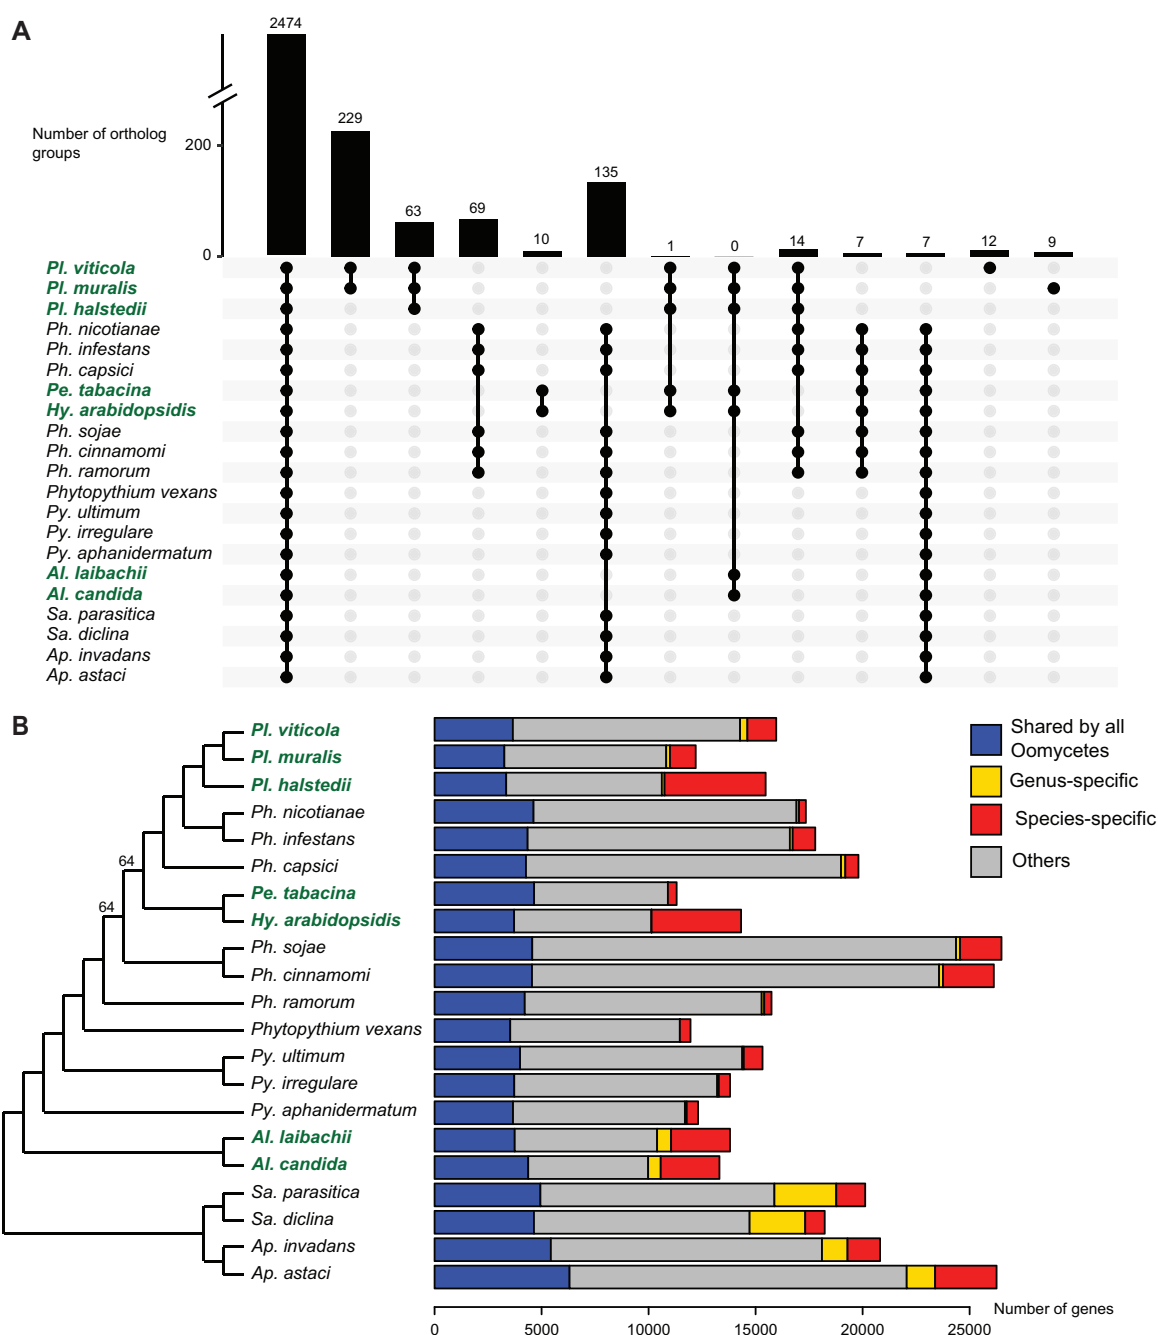 A
2474
229
63
69
10
135
1
0
14
7
7
12
9
Number of ortholog
groups
200
0
Pl. viticola
Pl. muralis
Pl. halstedii
Ph. nicotianae
Ph. infestans
Ph. capsici
Pe. tabacina
Hy. arabidopsidis
Ph. sojae
Ph. cinnamomi
Ph. ramorum
Phytopythium vexans
Py. ultimum
Py. irregulare
Py. aphanidermatum
Al. laibachii
Al. candida
Sa. parasitica
Sa. diclina
Ap. invadans
Ap. astaci
B
64
64
Pl. viticola
Pl. muralis
Pl. halstedii
Ph. nicotianae
Ph. infestans
Ph. capsici
Pe. tabacina
Hy. arabidopsidis
Ph. sojae
Ph. cinnamomi
Ph. ramorum
Phytopythium vexans
Py. ultimum
Py. irregulare
Py. aphanidermatum
Al. laibachii
Al. candida
Sa. parasitica
Sa. diclina
Ap. invadans
Ap. astaci
Shared by all
Oomycetes
Genus-specific
Species-specific
Others
Number of genes
0
5000
10000
15000
20000
25000